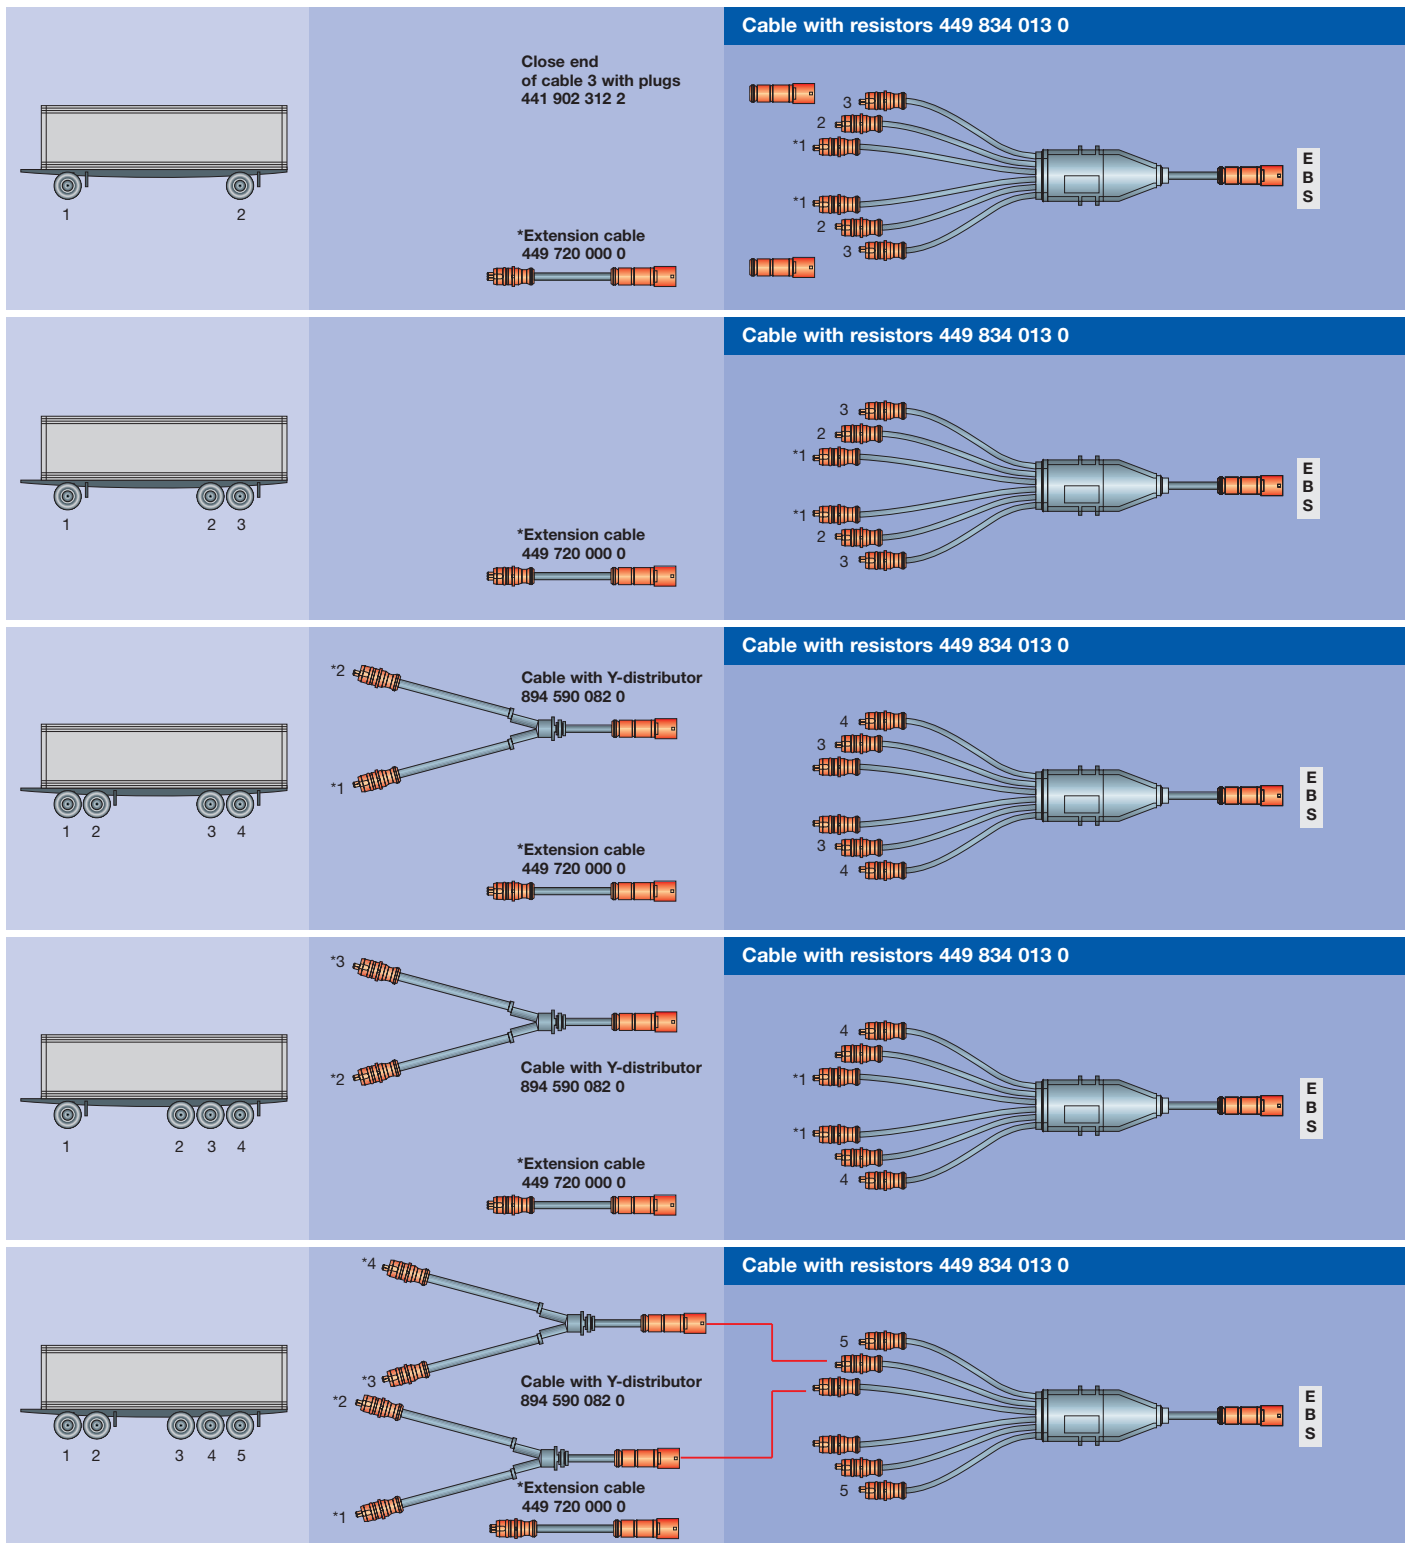 Cable with resistors 449 834 013 0
Close end
of cable 3 with plugs
441 902 312 2
3
2
*1
*1
2
3
E
B
S
1 2
*Extension cable
449 720 000 0
Cable with resistors 449 834 013 0
3
2
*1
*1
2
3
E
B
S
1 2 3
*Extension cable
449 720 000 0
Cable with resistors 449 834 013 0
*2
*1
Cable with Y-distributor
894 590 082 0
4
3
3
4
E
B
S
1 2 3 4
*Extension cable
449 720 000 0
Cable with resistors 449 834 013 0
*3
*2
Cable with Y-distributor
894 590 082 0
4
*1
*1
4
E
B
S
1 2 3 4
*Extension cable
449 720 000 0
Cable with resistors 449 834 013 0
*4
*3
*2
*1
Cable with Y-distributor
894 590 082 0
5
5
E
B
S
1 2 3 4 5
*Extension cable
449 720 000 0